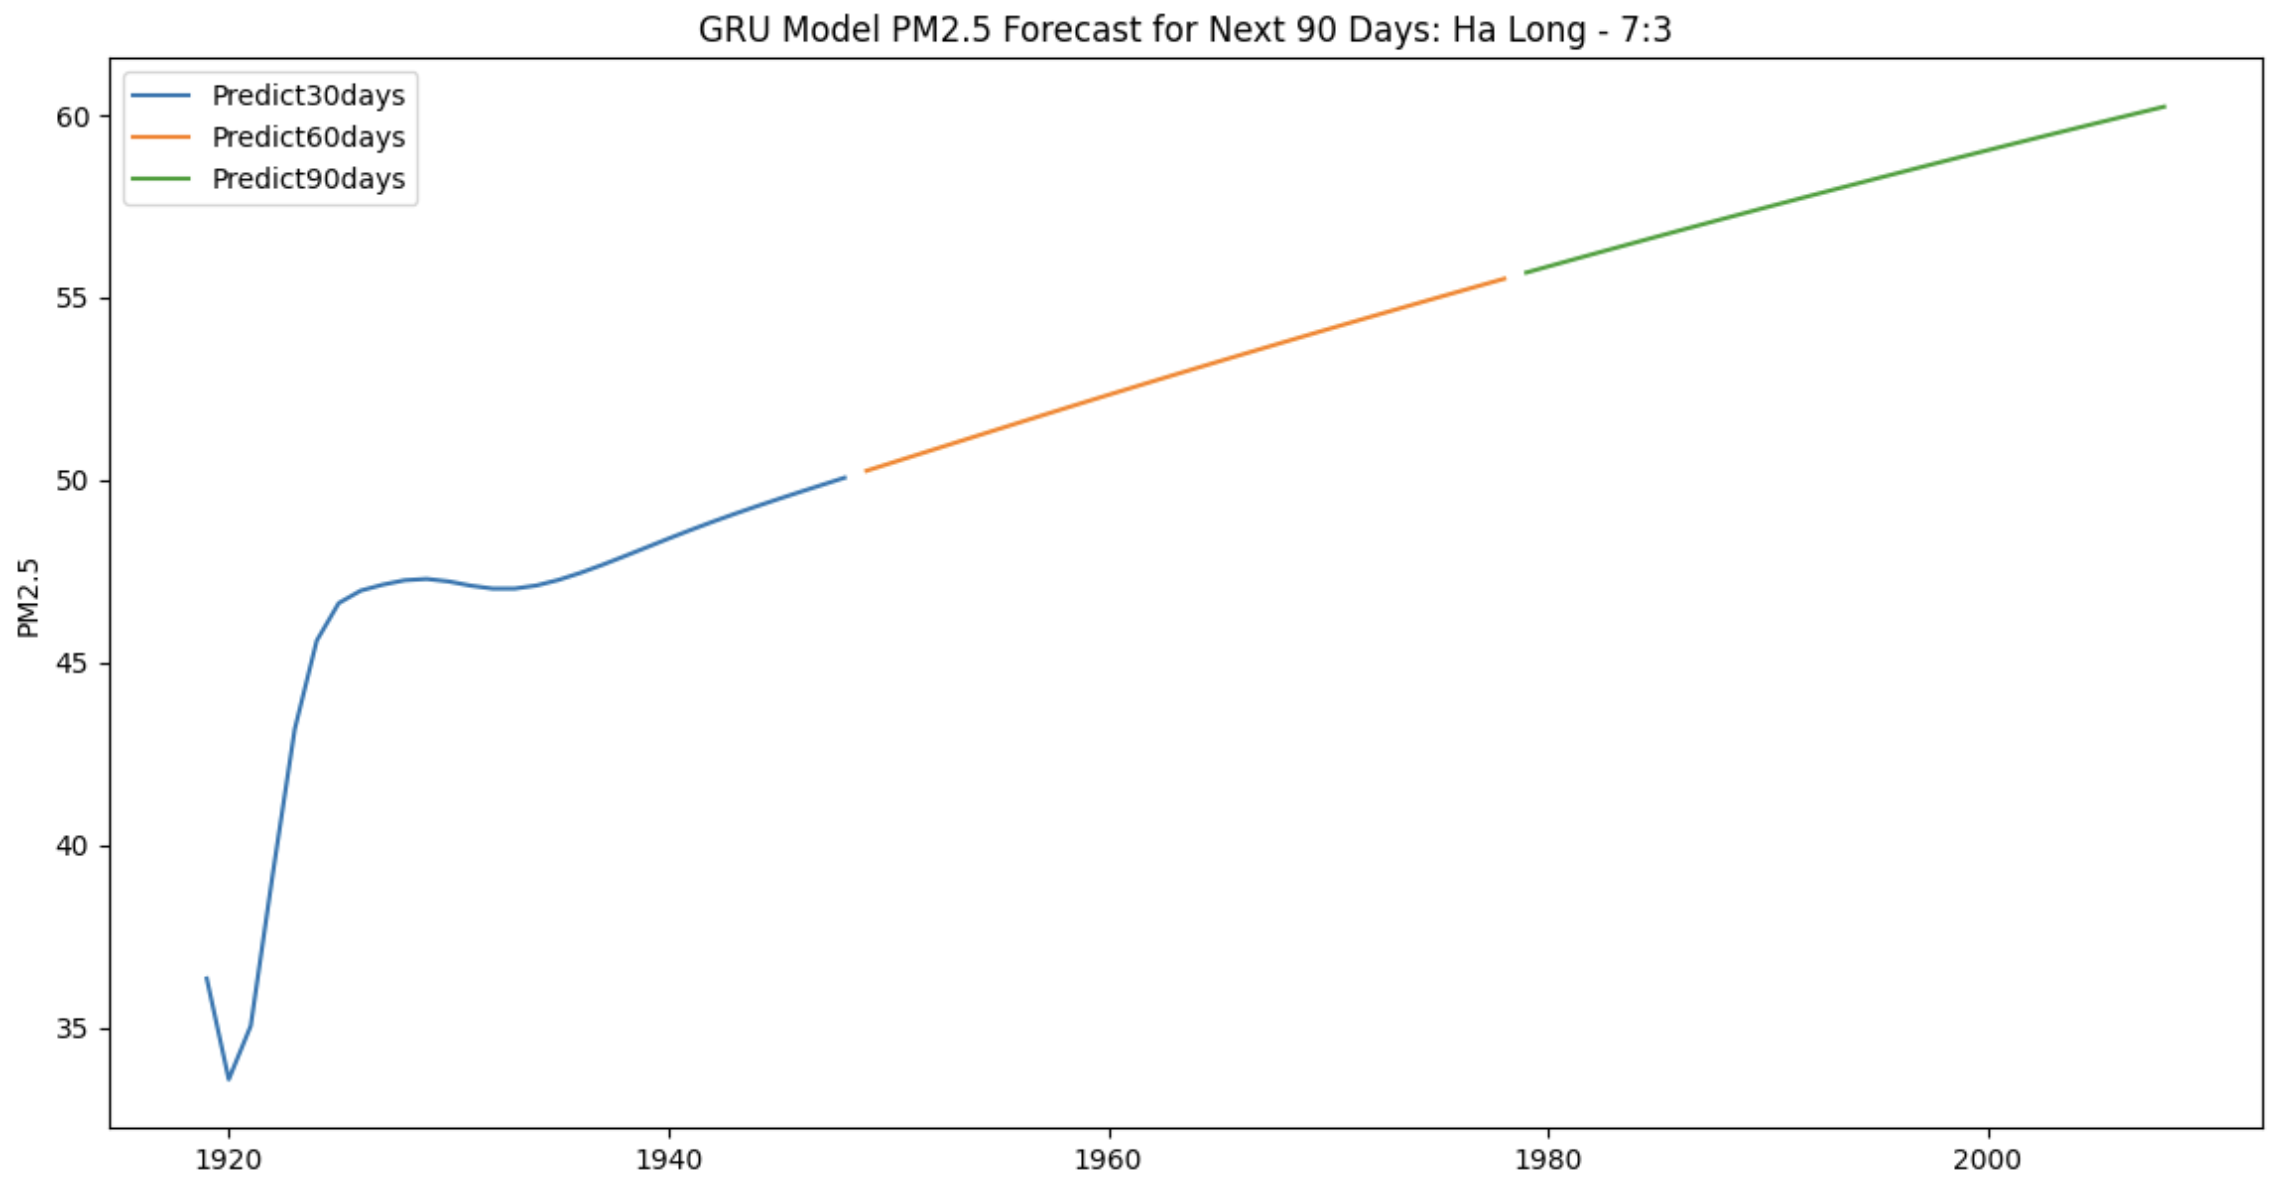 GRU Model PM2.5 Forecast for Next 90 Days: Ha Long - 7:3
Predict30days
Predict60days
Predict90days
60
55
50
45
40
35
PM2.5
1920
1940
1960
1980
2000